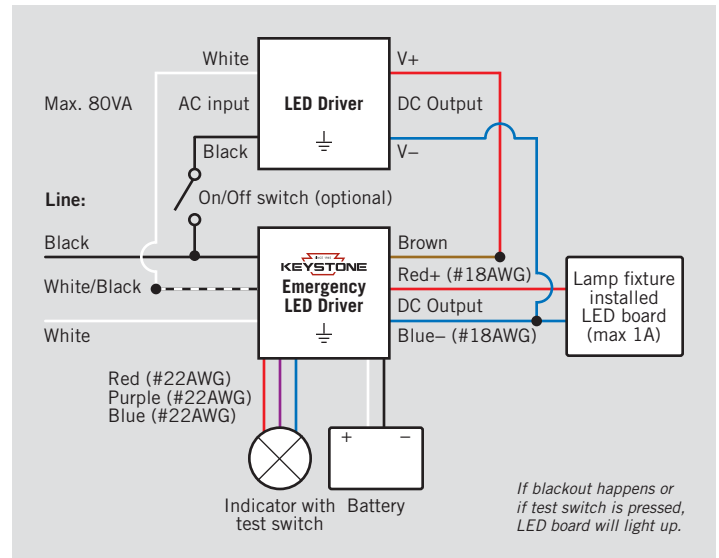 White
V+
Max. 80VA
AC input
LED Driver
DC Output
Black
V–
Line:
On/Off switch (optional)
Black
KEYSTONE
Brown
White/Black
Emergency
LED Driver
Red+ (#18AWG)
DC Output
White
Blue– (#18AWG)
Lamp fixture
installed
LED board
(max 1A)
Red (#22AWG)
Purple (#22AWG)
Blue (#22AWG)
+ –
Indicator with
test switch
Battery
If blackout happens or
if test switch is pressed,
LED board will light up.